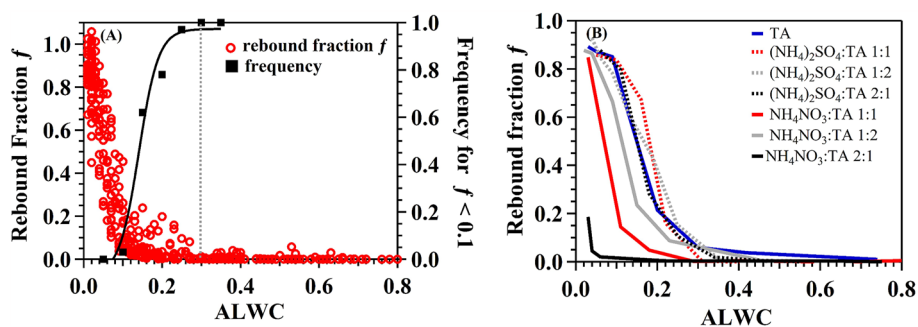 (A)
Rebound Fraction f
1.0
0.8
0.6
0.4
0.2
0.0
rebound fraction f
frequency
1.0
0.8
0.6
0.4
0.2
0.0
Frequency for f < 0.1
0.0 0.2 0.4 0.6 0.8
ALWC
(B)
Rebound fraction f
1.0
0.8
0.6
0.4
0.2
0.0
TA
(NH₄)₂SO₄:TA 1:1
(NH₄)₂SO₄:TA 1:2
(NH₄)₂SO₄:TA 2:1
NH₄NO₃:TA 1:1
NH₄NO₃:TA 1:2
NH₄NO₃:TA 2:1
0.0 0.2 0.4 0.6 0.8
ALWC